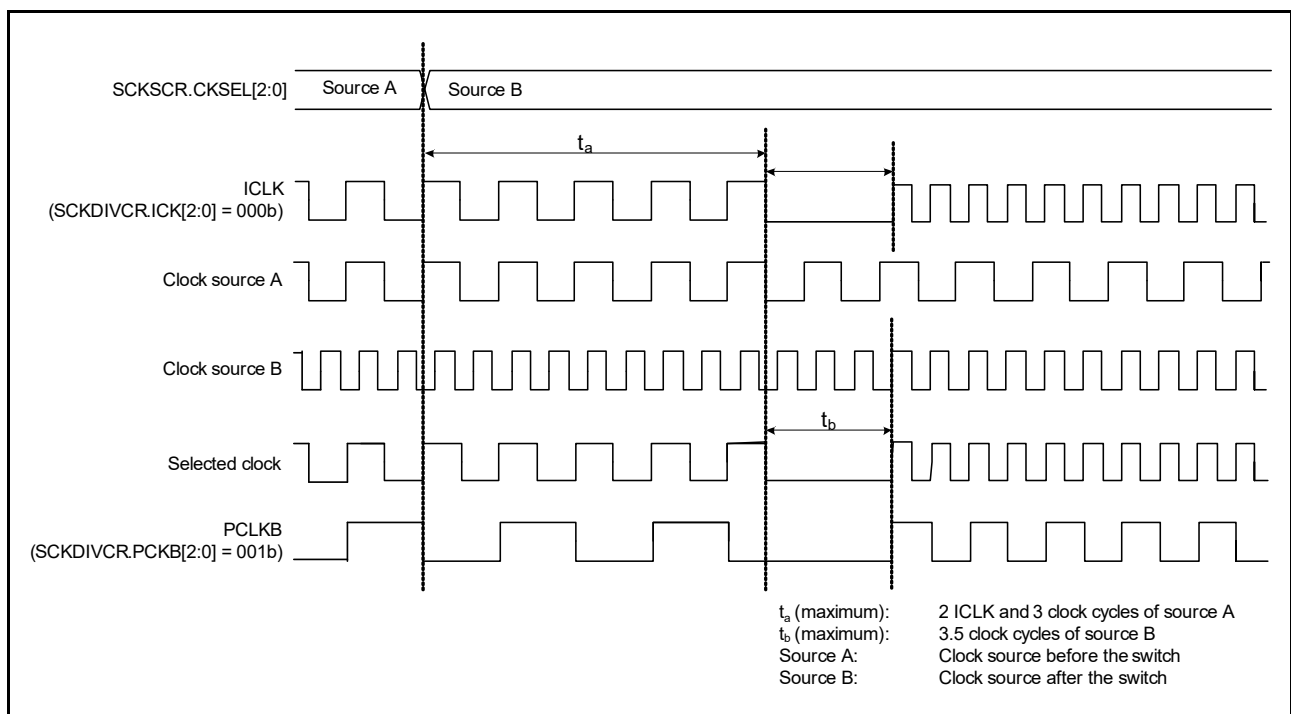 SCKSCR.CKSEL[2:0]
Source A
Source B
ta
ICLK
(SCKDIVCR.ICK[2:0] = 000b)
Clock source A
Clock source B
tb
Selected clock
PCLKB
(SCKDIVCR.PCKB[2:0] = 001b)
ta (maximum): 2 ICLK and 3 clock cycles of source A
tb (maximum): 3.5 clock cycles of source B
Source A: Clock source before the switch
Source B: Clock source after the switch